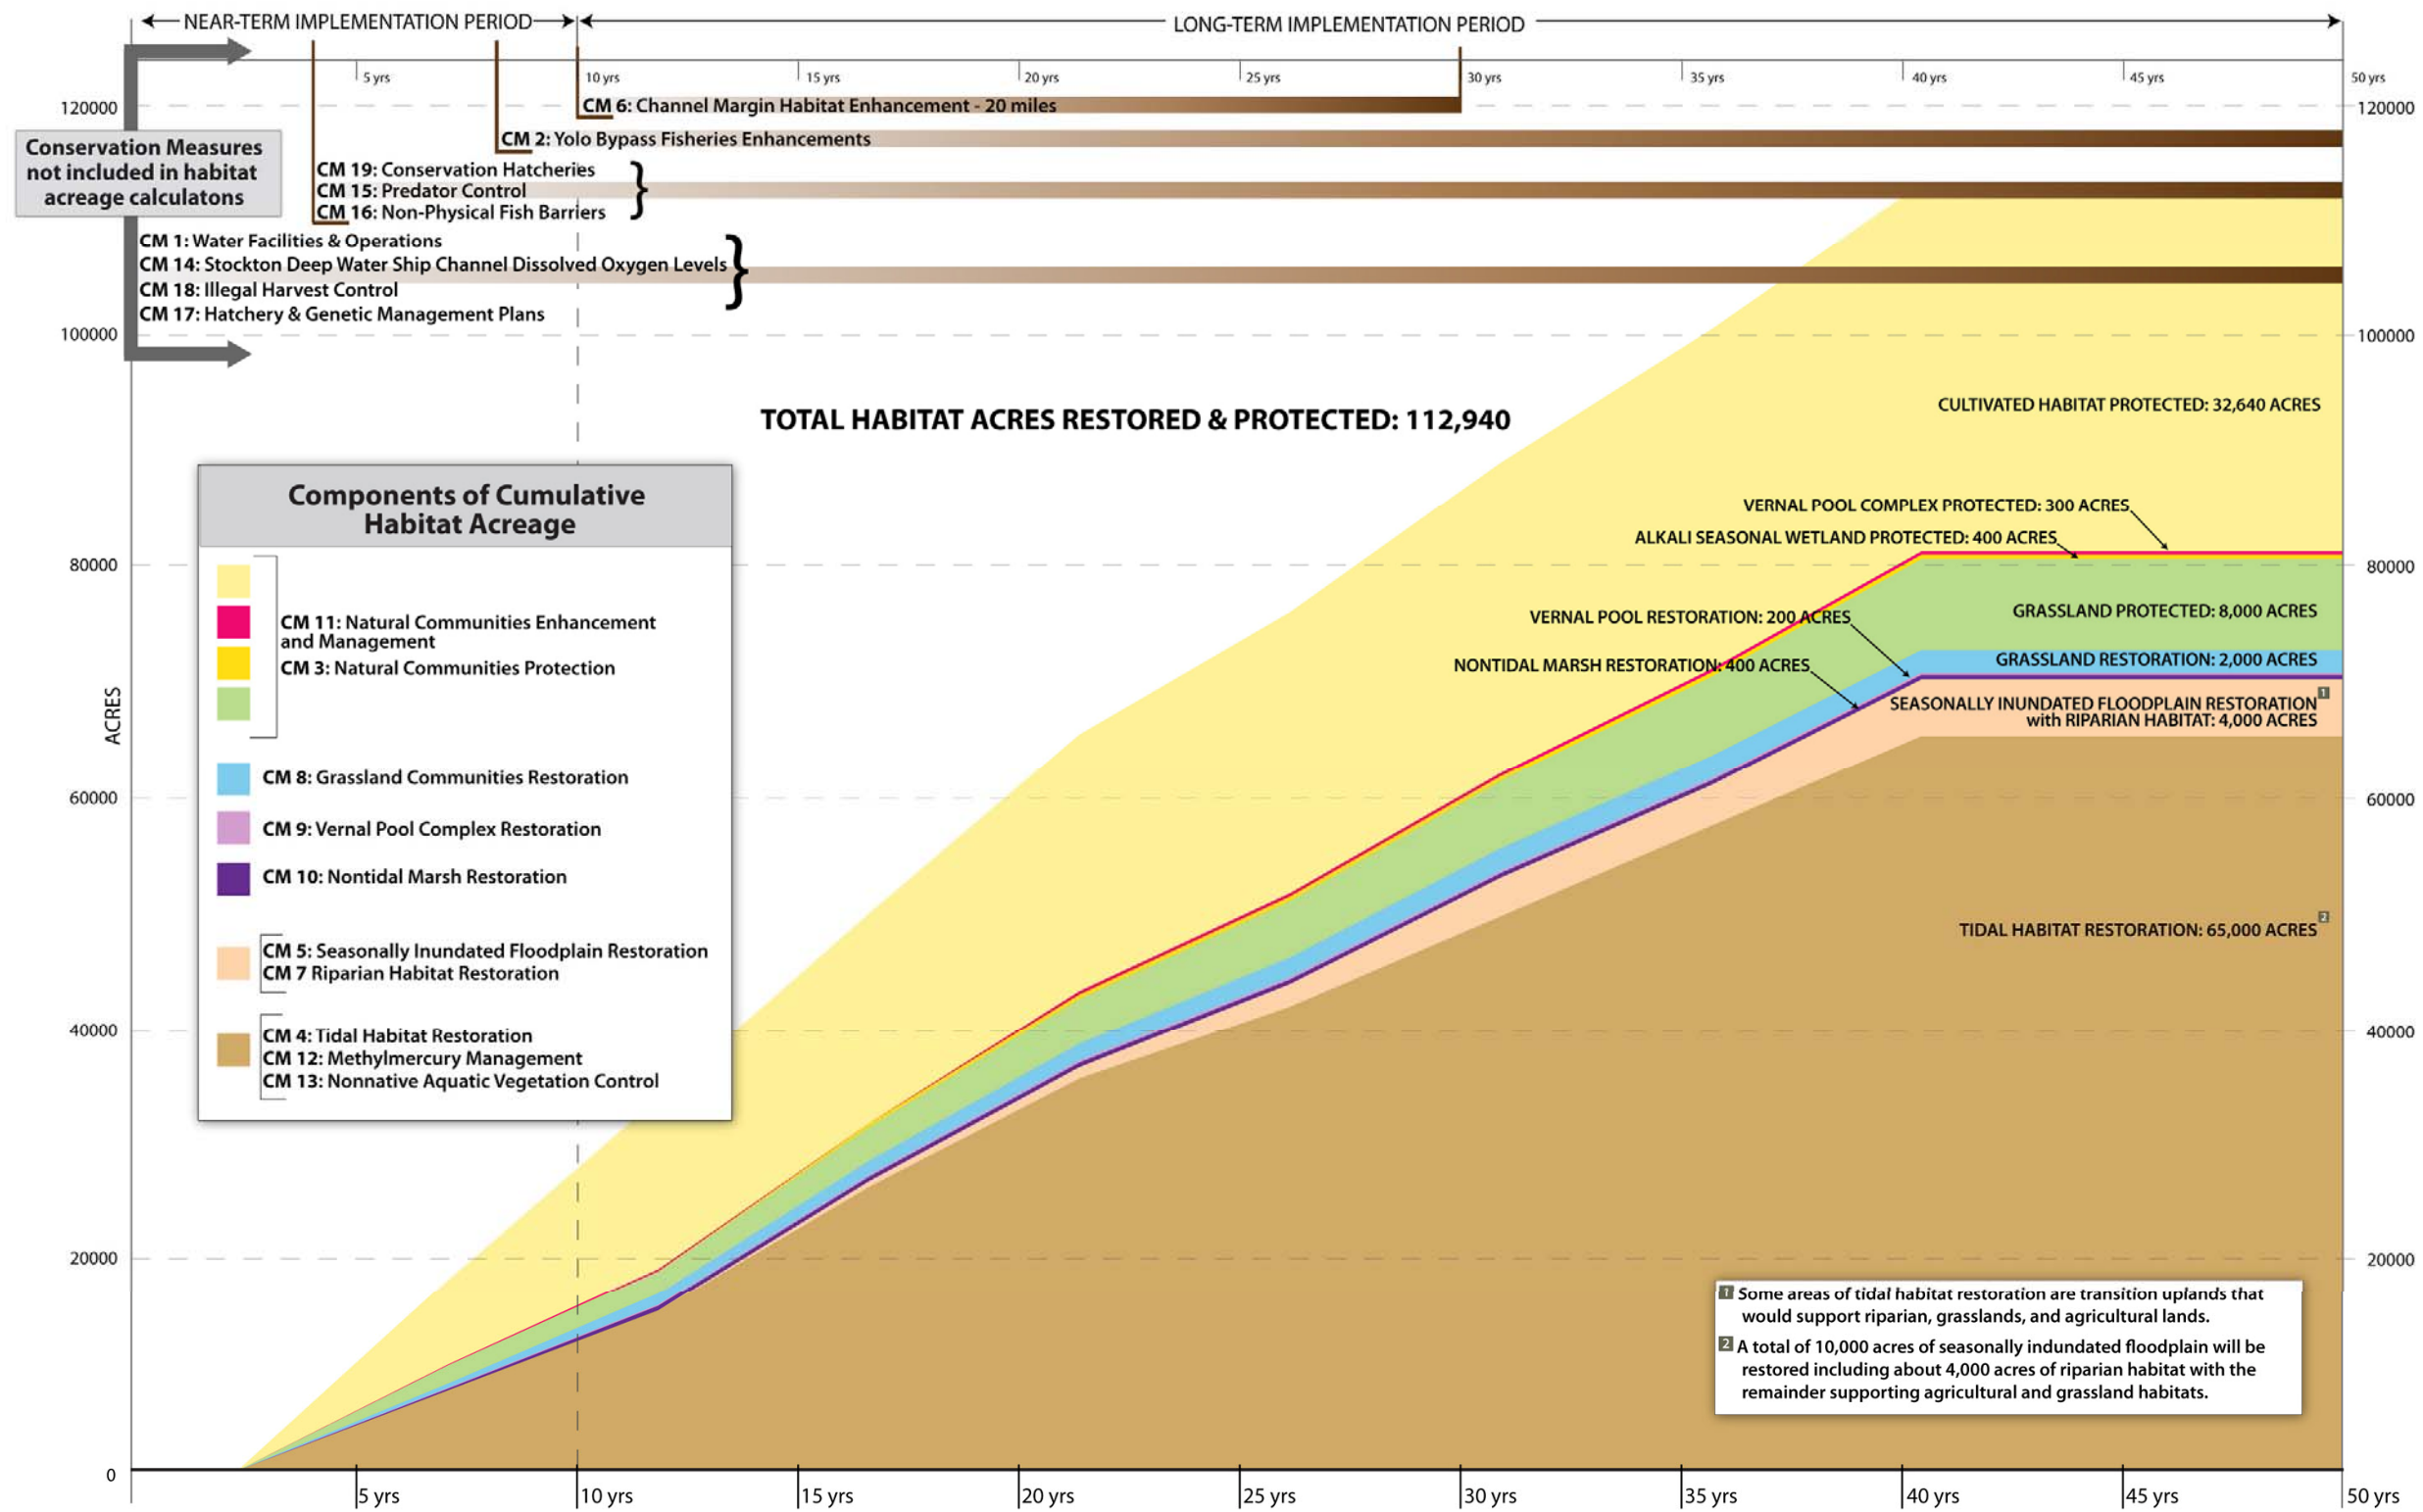 NEAR-TERM IMPLEMENTATION PERIOD
LONG-TERM IMPLEMENTATION PERIOD
5 yrs
10 yrs
15 yrs
20 yrs
25 yrs
30 yrs
35 yrs
40 yrs
45 yrs
50 yrs
120000
CM 6: Channel Margin Habitat Enhancement - 20 miles
120000
CM 2: Yolo Bypass Fisheries Enhancements
Conservation Measures
not included in habitat
acreage calculatons
CM 19: Conservation Hatcheries
CM 15: Predator Control
CM 16: Non-Physical Fish Barriers
CM 1: Water Facilities & Operations
CM 14: Stockton Deep Water Ship Channel Dissolved Oxygen Levels
CM 18: Illegal Harvest Control
CM 17: Hatchery & Genetic Management Plans
100000
100000
TOTAL HABITAT ACRES RESTORED & PROTECTED: 112,940
CULTIVATED HABITAT PROTECTED: 32,640 ACRES
VERNAL POOL COMPLEX PROTECTED: 300 ACRES
ALKALI SEASONAL WETLAND PROTECTED: 400 ACRES
80000
80000
VERNAL POOL RESTORATION: 200 ACRES
GRASSLAND PROTECTED: 8,000 ACRES
NONTIDAL MARSH RESTORATION: 400 ACRES
GRASSLAND RESTORATION: 2,000 ACRES
SEASONALLY INUNDATED FLOODPLAIN RESTORATION 1
with RIPARIAN HABITAT: 4,000 ACRES
ACRES
60000
60000
TIDAL HABITAT RESTORATION: 65,000 ACRES 2
40000
40000
20000
20000
0
Components of Cumulative
Habitat Acreage
CM 11: Natural Communities Enhancement
and Management
CM 3: Natural Communities Protection
CM 8: Grassland Communities Restoration
CM 9: Vernal Pool Complex Restoration
CM 10: Nontidal Marsh Restoration
CM 5: Seasonally Inundated Floodplain Restoration
CM 7 Riparian Habitat Restoration
CM 4: Tidal Habitat Restoration
CM 12: Methylmercury Management
CM 13: Nonnative Aquatic Vegetation Control
1 Some areas of tidal habitat restoration are transition uplands that
would support riparian, grasslands, and agricultural lands.
2 A total of 10,000 acres of seasonally indundated floodplain will be
restored including about 4,000 acres of riparian habitat with the
remainder supporting agricultural and grassland habitats.
5 yrs
10 yrs
15 yrs
20 yrs
25 yrs
30 yrs
35 yrs
40 yrs
45 yrs
50 yrs